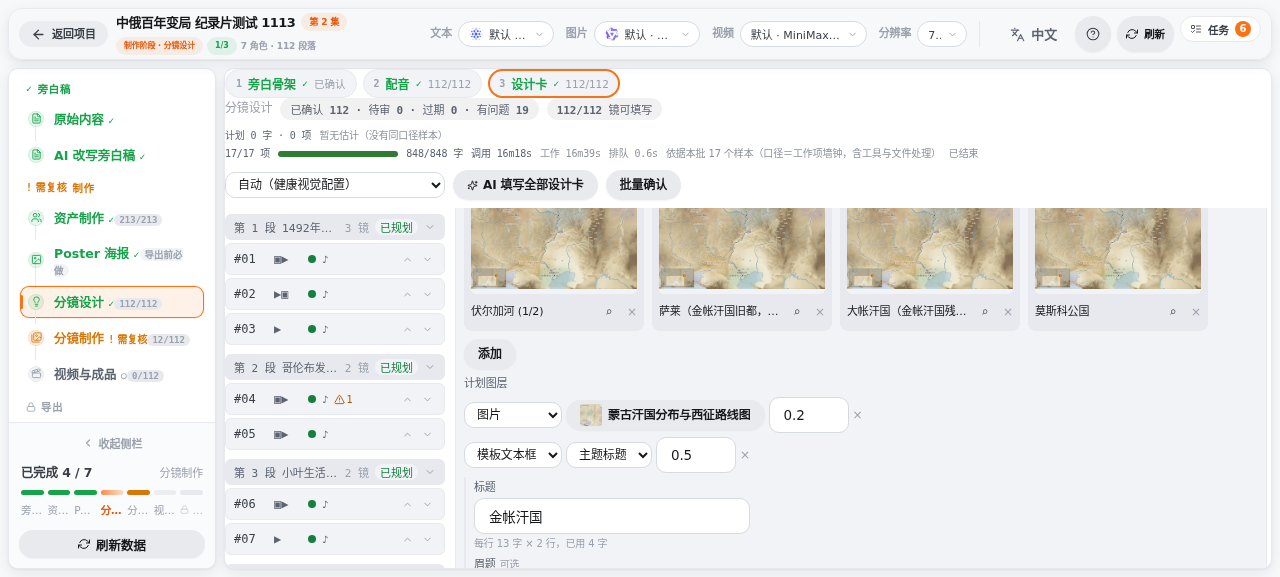 返回项目
中俄百年变局 纪录片测试 1113 第 2 集
制作阶段 · 分镜设计 1/3 7 角色 · 112 段落
文本 默认 ... 图片 默认 · ... 视频 默认 · MiniMax... 分辨率 7..
中文 刷新 任务 6
旁白稿
原始内容
AI 改写旁白稿
! 需复核 制作
资产制作 213/213
Poster 海报 导出前必做
分镜设计 112/112
分镜制作 ! 需复核 12/112
视频与成品 0/112
导出
收起侧栏
已完成 4 / 7 分镜制作
旁... 资... P... 分... 分... 视... ...
刷新数据
1 旁白骨架 ✓ 已确认 2 配音 ✓ 112/112 3 设计卡 ✓ 112/112
分镜设计 已确认 112 · 待审 0 · 过期 0 · 有问题 19 112/112 镜可填写
计划 0 字 · 0 项 暂无估计（没有同口径样本）
17/17 项 848/848 字 调用 16m18s 工作 16m39s 排队 0.6s 依据本批 17 个样本（口径＝工作项墙钟，含工具与文件处理） 已结束
自动（健康视觉配置） AI 填写全部设计卡 批量确认
第 1 段 1492年... 3 镜 已规划
#01
#02
#03
第 2 段 哥伦布发... 2 镜 已规划
#04 1
#05
第 3 段 小叶生活... 2 镜 已规划
#06
#07
伏尔加河 (1/2) 萨莱（金帐汗国旧都，... 大帐汗国（金帐汗国残... 莫斯科公国
添加
计划图层
图片 蒙古汗国分布与西征路线图 0.2 ×
模板文本框 主标题 0.5 ×
标题
金帐汗国
每行 13 字 × 2 行，已用 4 字
眉题 可选